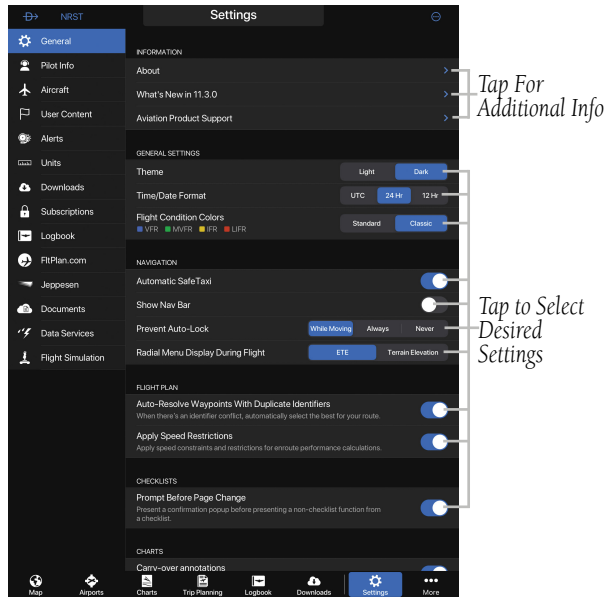 NRST
Settings
General
Pilot Info
Aircraft
User Content
Alerts
Units
Downloads
Subscriptions
Logbook
FltPlan.com
Jeppesen
Documents
Data Services
Flight Simulation
INFORMATION
About
What's New in 11.3.0
Aviation Product Support
GENERAL SETTINGS
Theme Light Dark
Time/Date Format UTC 24 Hr 12 Hr
Flight Condition Colors Standard Classic
VFR MVFR IFR LIFR
NAVIGATION
Automatic SafeTaxi
Show Nav Bar
Prevent Auto-Lock While Moving Always Never
Radial Menu Display During Flight ETE Terrain Elevation
FLIGHT PLAN
Auto-Resolve Waypoints With Duplicate Identifiers
When there's an identifier conflict, automatically select the best for your route.
Apply Speed Restrictions
Apply speed constraints and restrictions for enroute performance calculations.
CHECKLISTS
Prompt Before Page Change
Present a confirmation popup before presenting a non-checklist function from
a checklist.
CHARTS
Carry-over annotations
Map Airports Charts Trip Planning Logbook Downloads Settings More
Tap For
Additional Info
Tap to Select
Desired
Settings